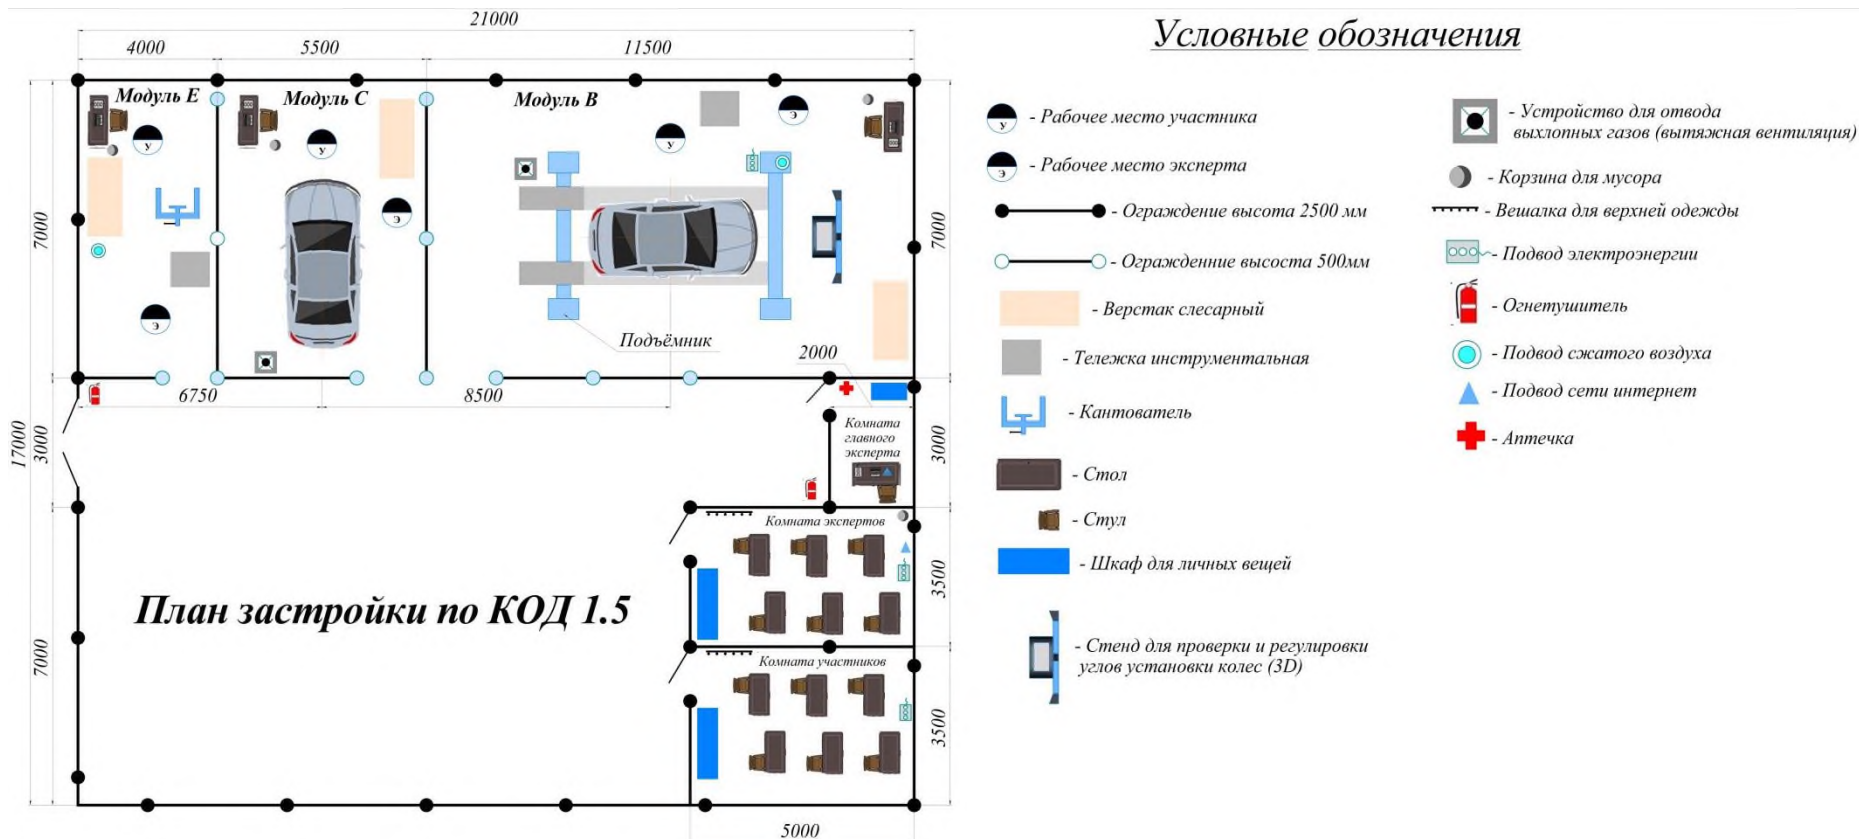 21000
4000
5500
11500
Модуль Е
Модуль С
Модуль В
У
У
У
Э
Э
Э
7000
7000
Подъёмник
2000
6750
8500
17000
3000
3000
Комната
главного
эксперта
Комната экспертов
3500
План застройки по КОД 1.5
7000
Комната участников
3500
5000
Условные обозначения
У
- Рабочее место участника
Э
- Рабочее место эксперта
- Ограждение высота 2500 мм
- Огражденние высоста 500мм
- Верстак слесарный
- Тележка инструментальная
- Кантователь
- Стол
- Стул
- Шкаф для личных вещей
- Стенд для проверки и регулировки
углов установки колес (3D)
- Устройство для отвода
выхлопных газов (вытяжная вентиляция)
- Корзина для мусора
- Вешалка для верхней одежды
- Подвод электроэнергии
- Огнетушитель
- Подвод сжатого воздуха
- Подвод сети интернет
- Аптечка